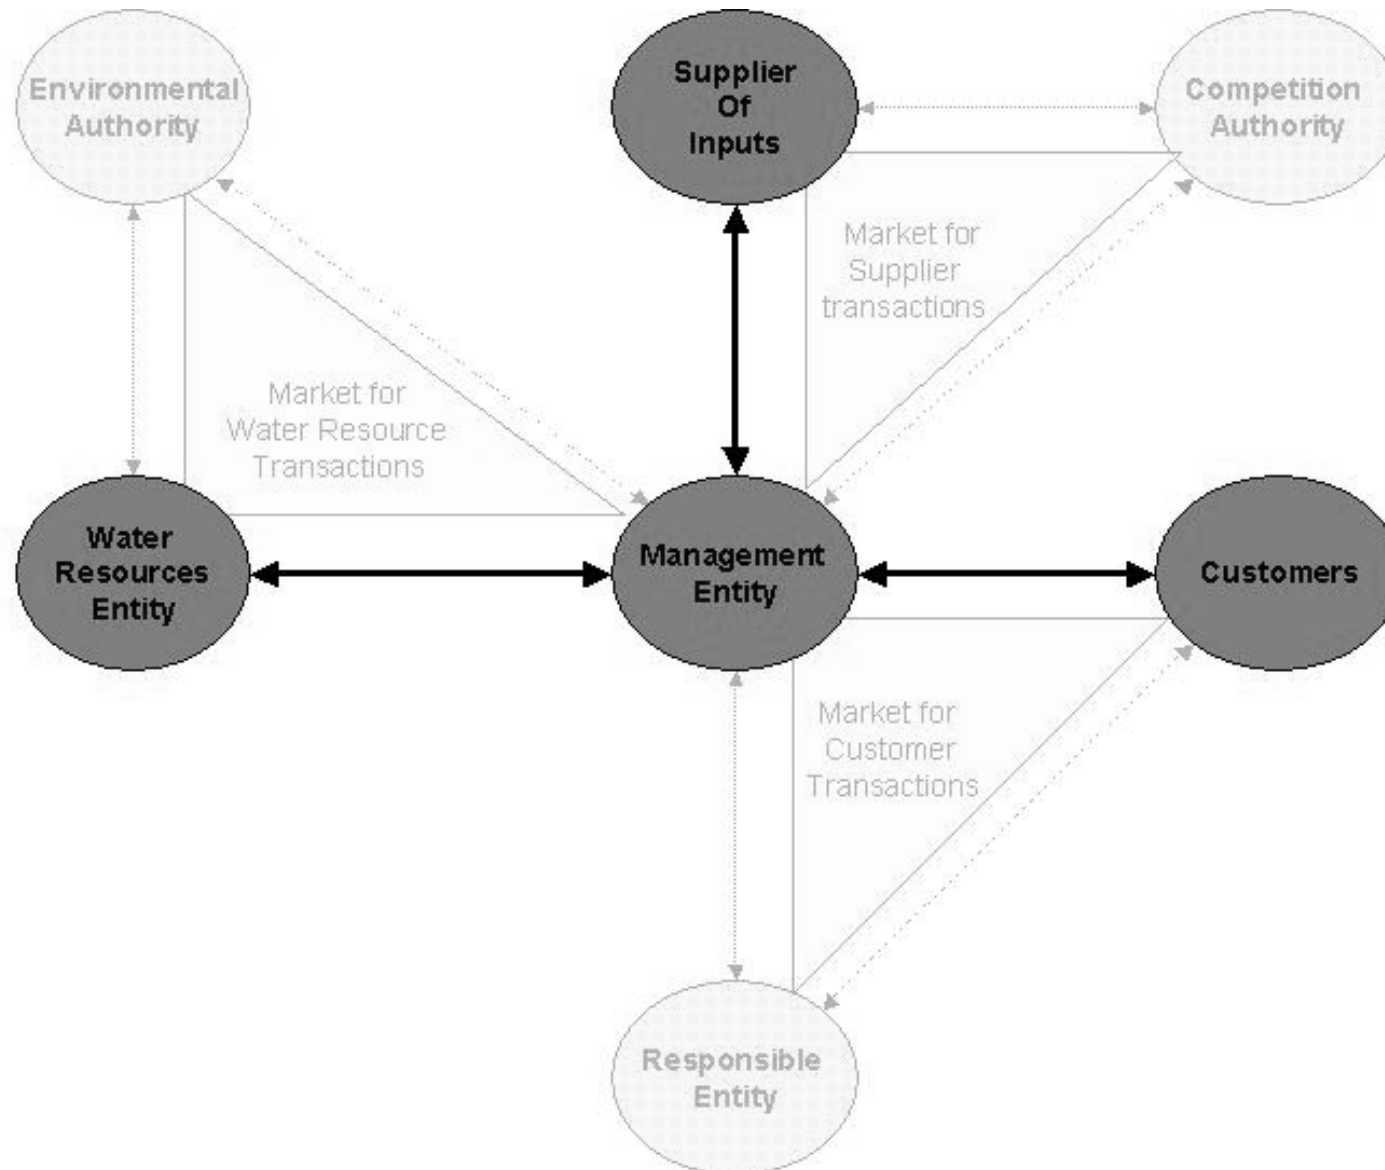 Environmental
Authority
Supplier
Of
Inputs
Competition
Authority
Market for
Supplier
transactions
Market for
Water Resource
Transactions
Water
Resources
Entity
Management
Entity
Customers
Market for
Customer
Transactions
Responsible
Entity